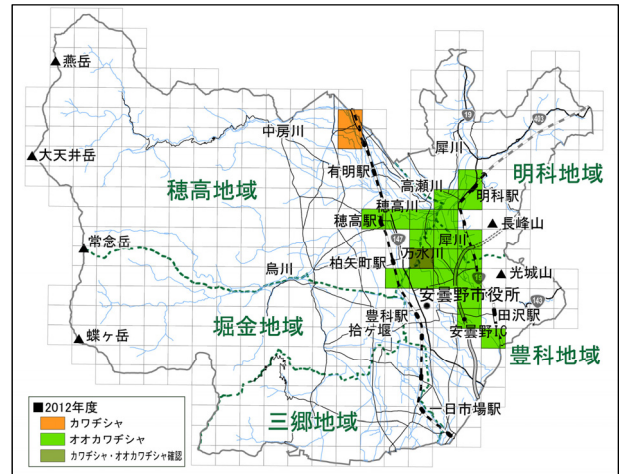 燕岳
19
403
中房川
犀川
大天井岳
有明駅
高瀬川
明科地域
穂高地域
穂高川
明科駅
穂高駅
犀川
長峰山
常念岳
147
万水川
柏矢町駅
烏川
光城山
19
安曇野市役所
143
豊科駅
田沢駅
堀金地域
拾ヶ堰
安曇野IC
蝶ヶ岳
豊科地域
一日市場駅
三郷地域
■2012年度
カワヂシャ
オオカワヂシャ
カワヂシャ・オオカワヂシャ確認